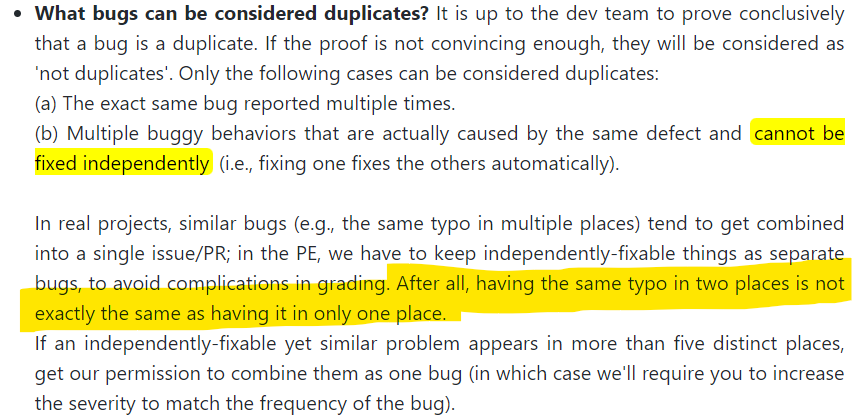 • What bugs can be considered duplicates? It is up to the dev team to prove conclusively
that a bug is a duplicate. If the proof is not convincing enough, they will be considered as
'not duplicates'. Only the following cases can be considered duplicates:
(a) The exact same bug reported multiple times.
(b) Multiple buggy behaviors that are actually caused by the same defect and cannot be
fixed independently (i.e., fixing one fixes the others automatically).
In real projects, similar bugs (e.g., the same typo in multiple places) tend to get combined
into a single issue/PR; in the PE, we have to keep independently-fixable things as separate
bugs, to avoid complications in grading. After all, having the same typo in two places is not
exactly the same as having it in only one place.
If an independently-fixable yet similar problem appears in more than five distinct places,
get our permission to combine them as one bug (in which case we'll require you to increase
the severity to match the frequency of the bug).